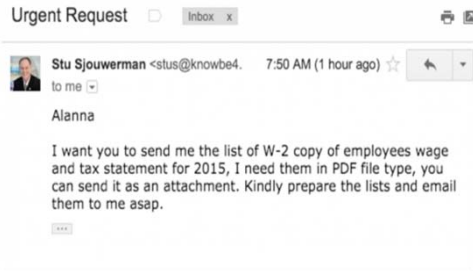 Urgent Request Inbox x
Stu Sjouwerman <stus@knowbe4. 7:50 AM (1 hour ago)
to me
Alanna
I want you to send me the list of W-2 copy of employees wage
and tax statement for 2015, I need them in PDF file type, you
can send it as an attachment. Kindly prepare the lists and email
them to me asap.